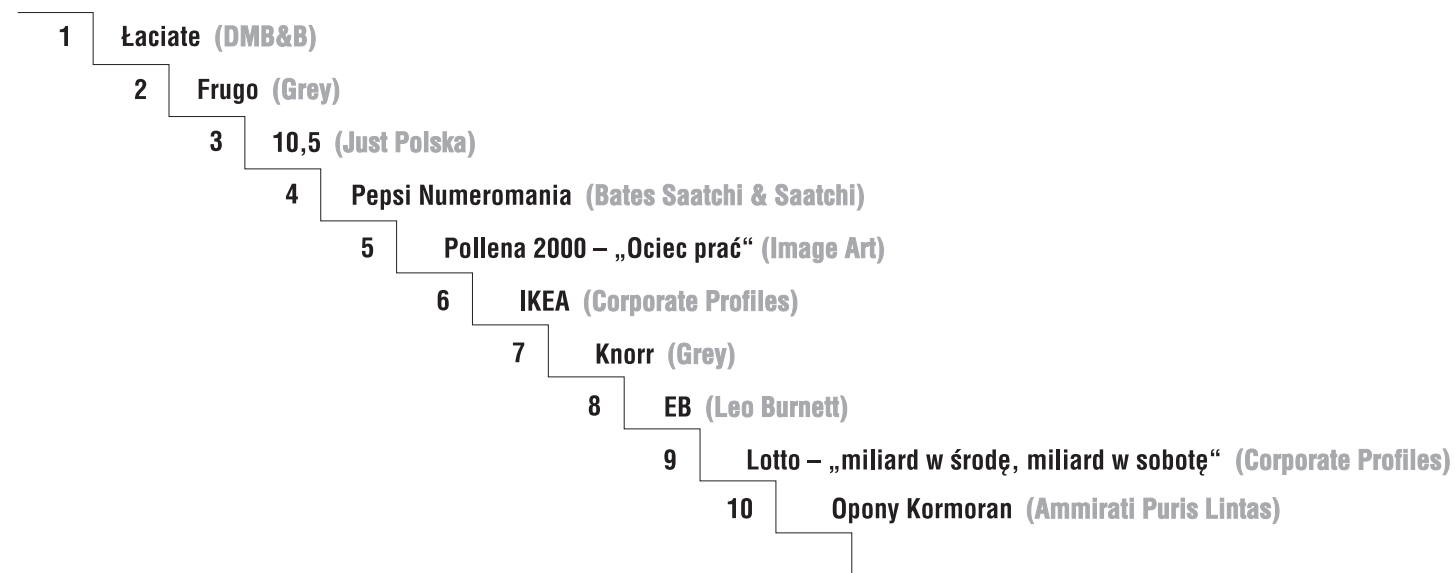 1 Łaciate (DMB&B)
2 Frugo (Grey)
3 10,5 (Just Polska)
4 Pepsi Numeromania (Bates Saatchi & Saatchi)
5 Pollena 2000 – „Ociec prać“ (Image Art)
6 IKEA (Corporate Profiles)
7 Knorr (Grey)
8 EB (Leo Burnett)
9 Lotto – „miliard w środę, miliard w sobotę“ (Corporate Profiles)
10 Opony Kormoran (Ammirati Puris Lintas)